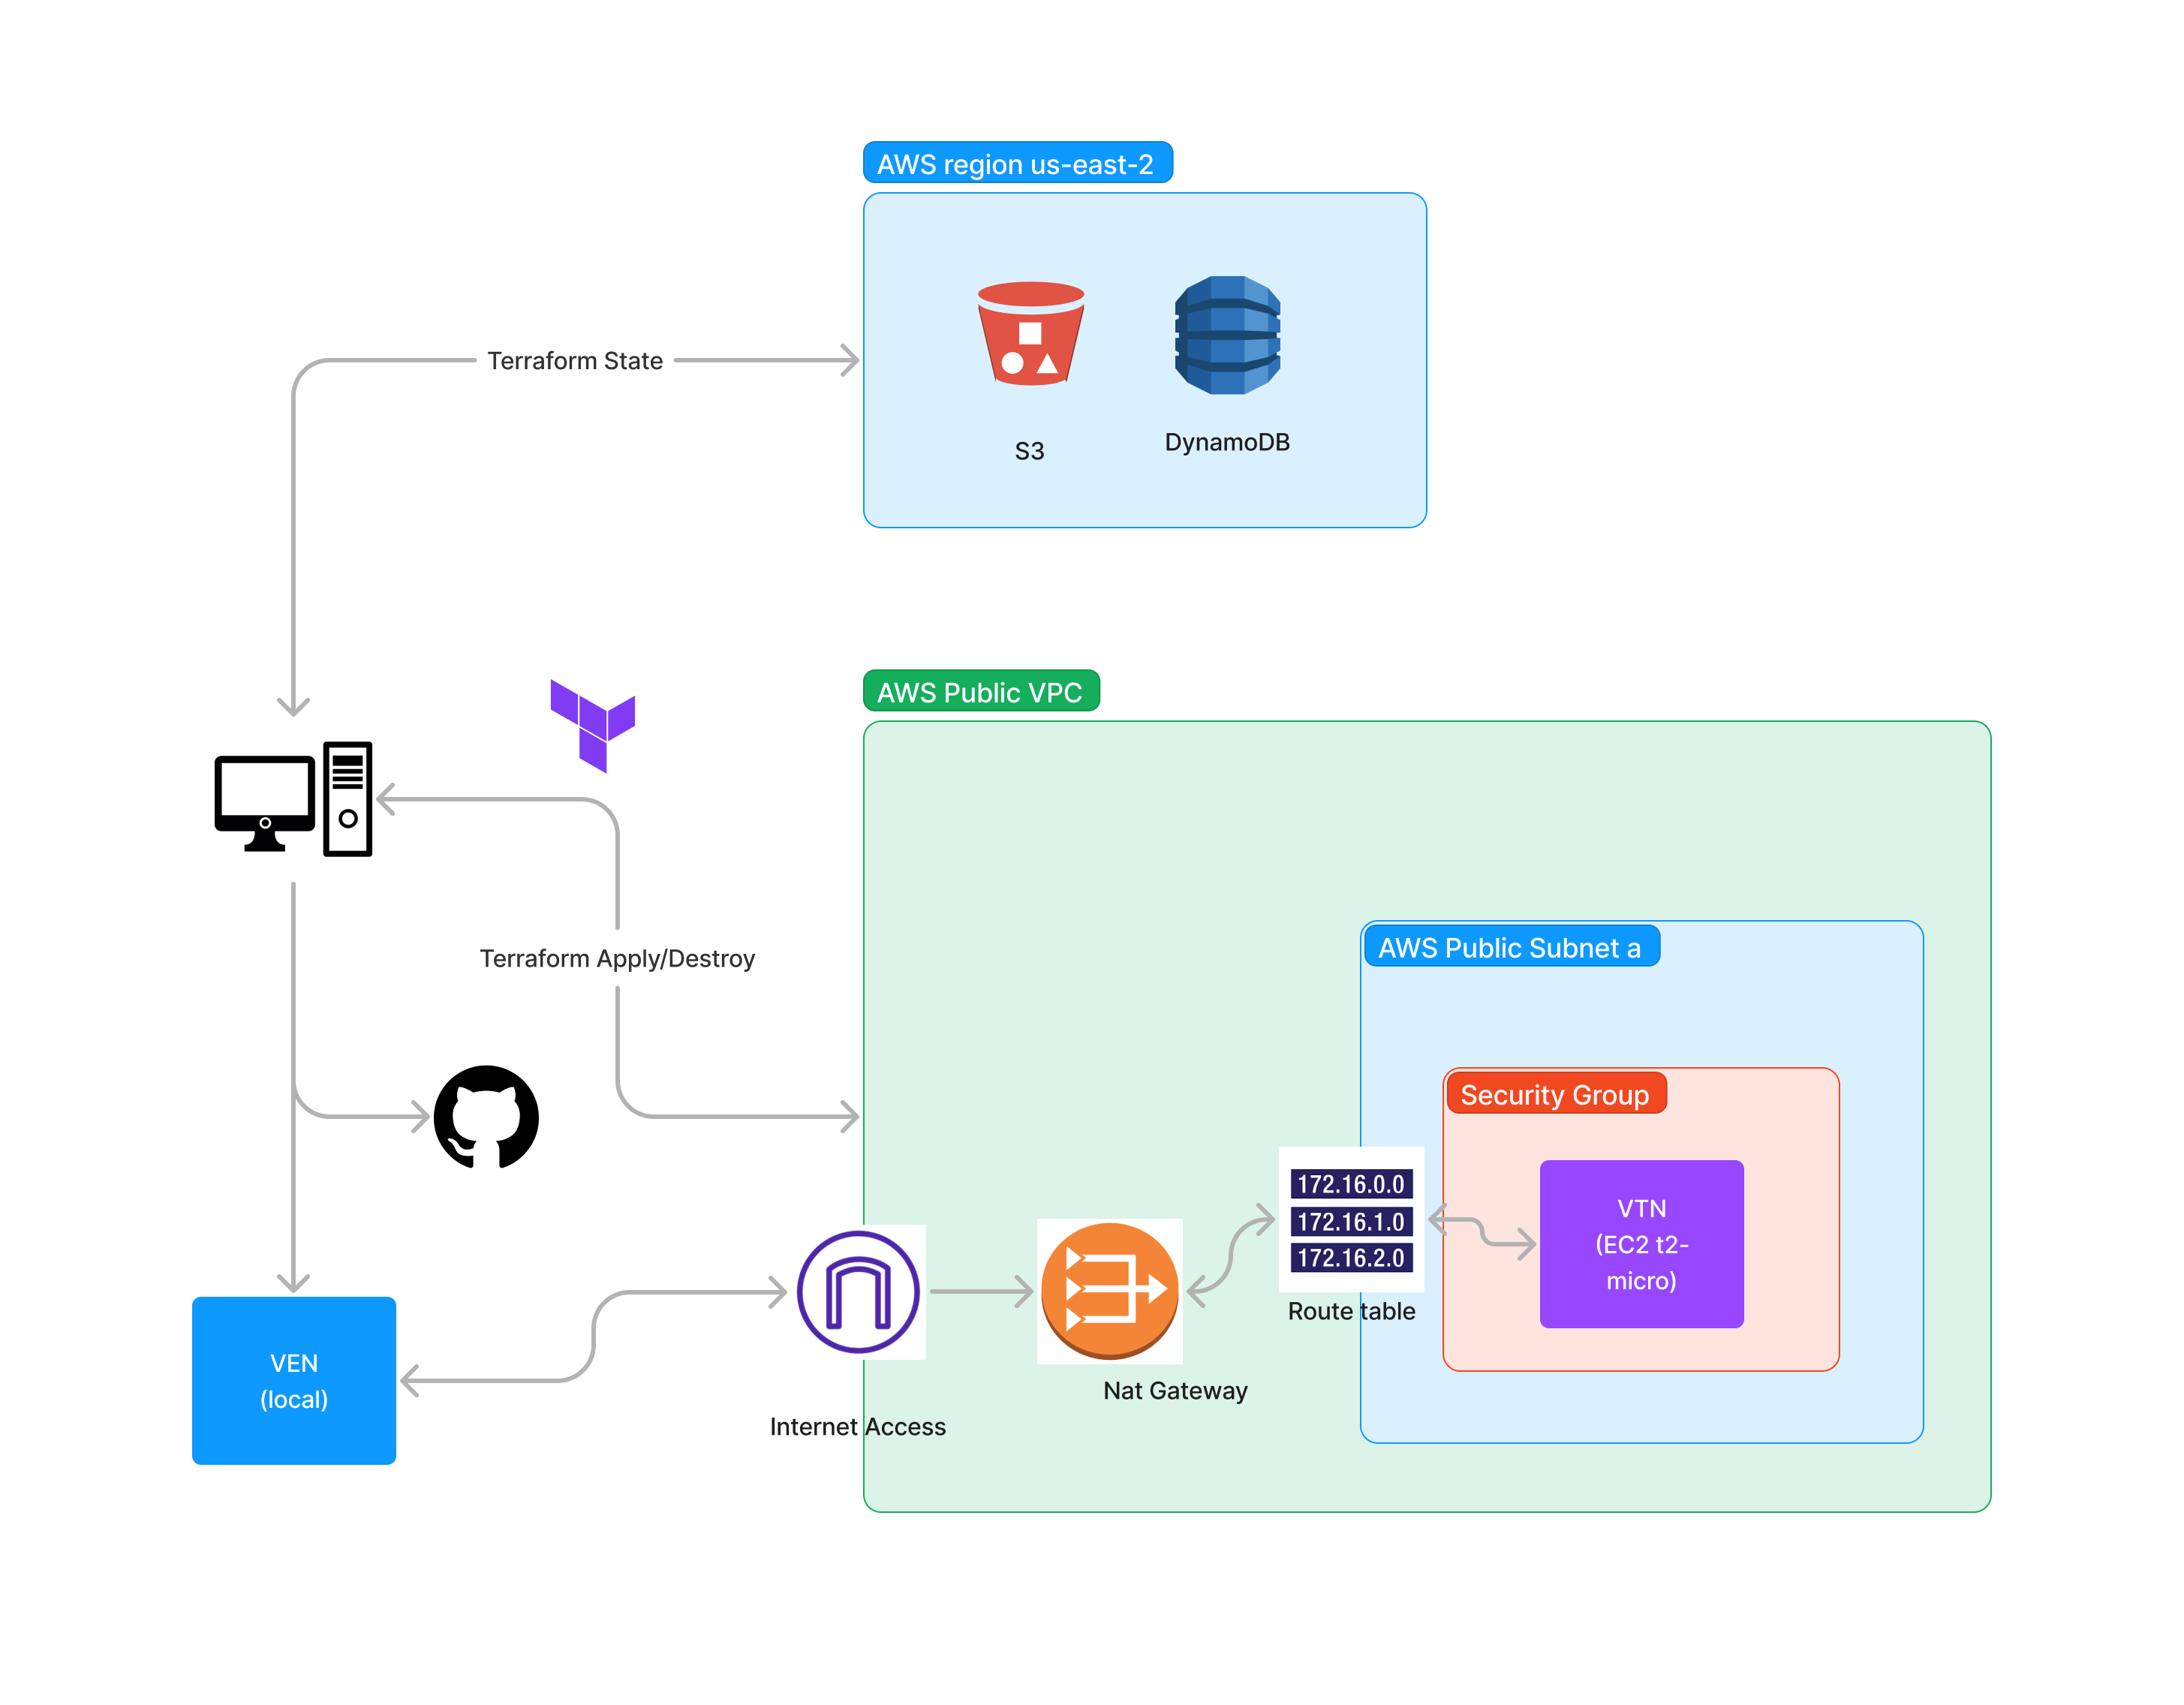 AWS region us-east-2
Terraform State
S3
DynamoDB
AWS Public VPC
AWS Public Subnet a
Terraform Apply/Destroy
Security Group
172.16.0.0
172.16.1.0
172.16.2.0
Route table
VTN
(EC2 t2-
micro)
VEN
(local)
Nat Gateway
Internet Access